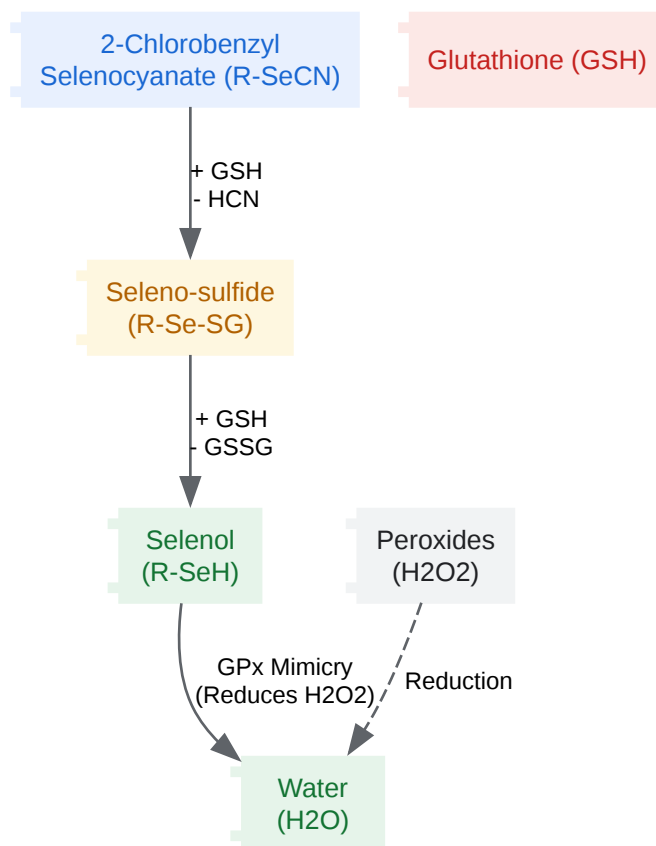 2-Chlorobenzyl
Selenocyanate (R-SeCN)
Glutathione (GSH)
+ GSH
- HCN
Seleno-sulfide
(R-Se-SG)
+ GSH
- GSSG
Selenol
(R-SeH)
Peroxides
(H2O2)
GPx Mimicry
(Reduces H2O2)
Reduction
Water
(H2O)